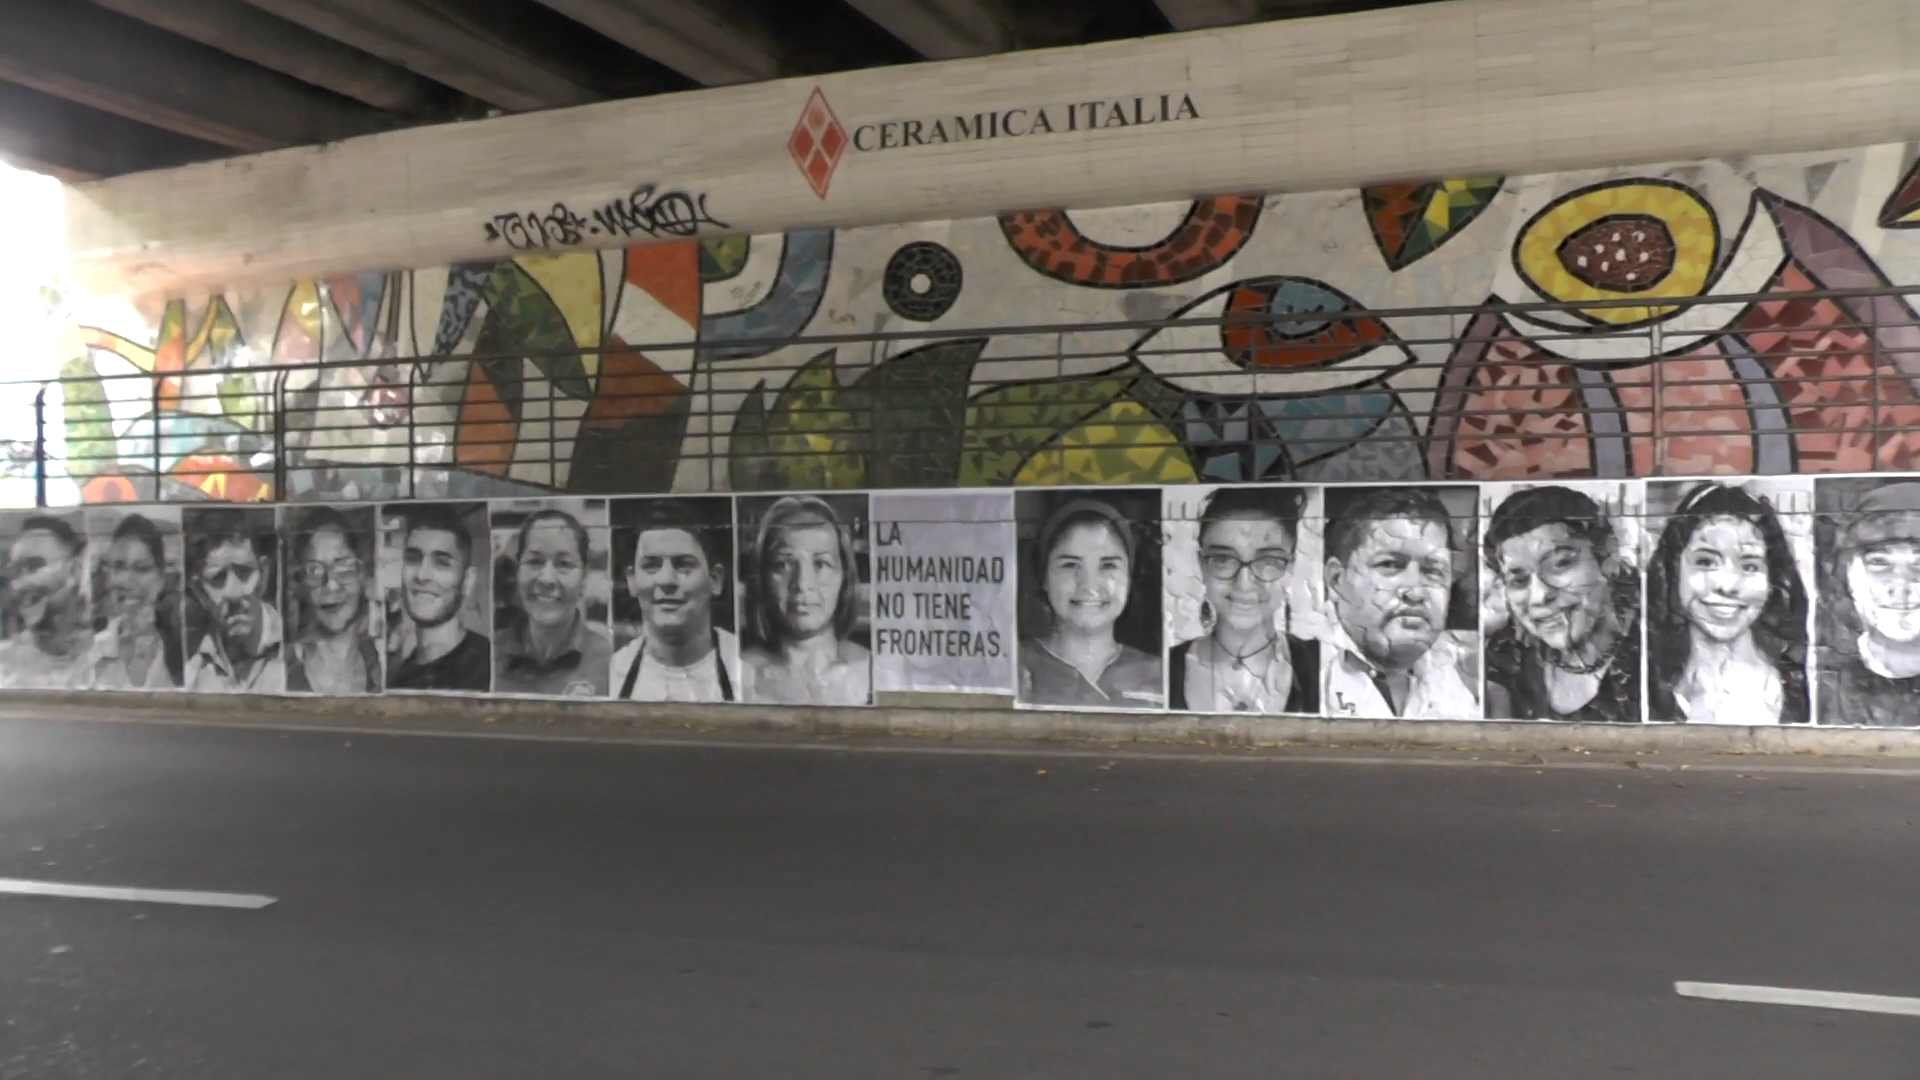 CERAMICA ITALIA
LA
HUMANIDAD
NO TIENE
FRONTERAS.